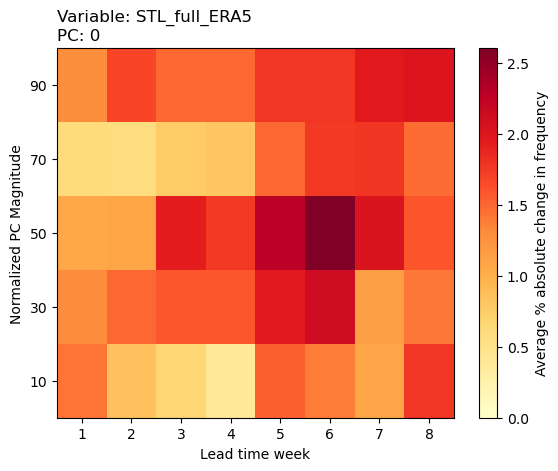 Variable: STL_full_ERA5
PC: 0
Normalized PC Magnitude
90
70
50
30
10
1 2 3 4 5 6 7 8
Lead time week
2.5
2.0
1.5
1.0
0.5
0.0
Average % absolute change in frequency